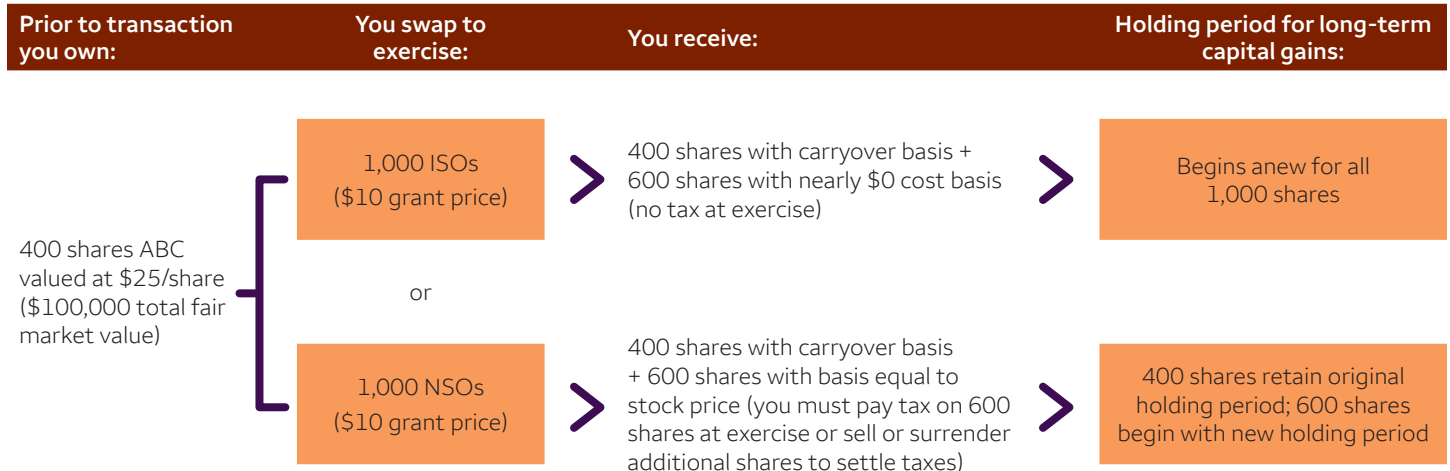 Prior to transaction
you own:
You swap to
exercise:
You receive:
Holding period for long-term
capital gains:
400 shares ABC
valued at $25/share
($100,000 total fair
market value)
1,000 ISOs
($10 grant price)
400 shares with carryover basis +
600 shares with nearly $0 cost basis
(no tax at exercise)
Begins anew for all
1,000 shares
or
1,000 NSOs
($10 grant price)
400 shares with carryover basis
+ 600 shares with basis equal to
stock price (you must pay tax on 600
shares at exercise or sell or surrender
additional shares to settle taxes)
400 shares retain original
holding period; 600 shares
begin with new holding period